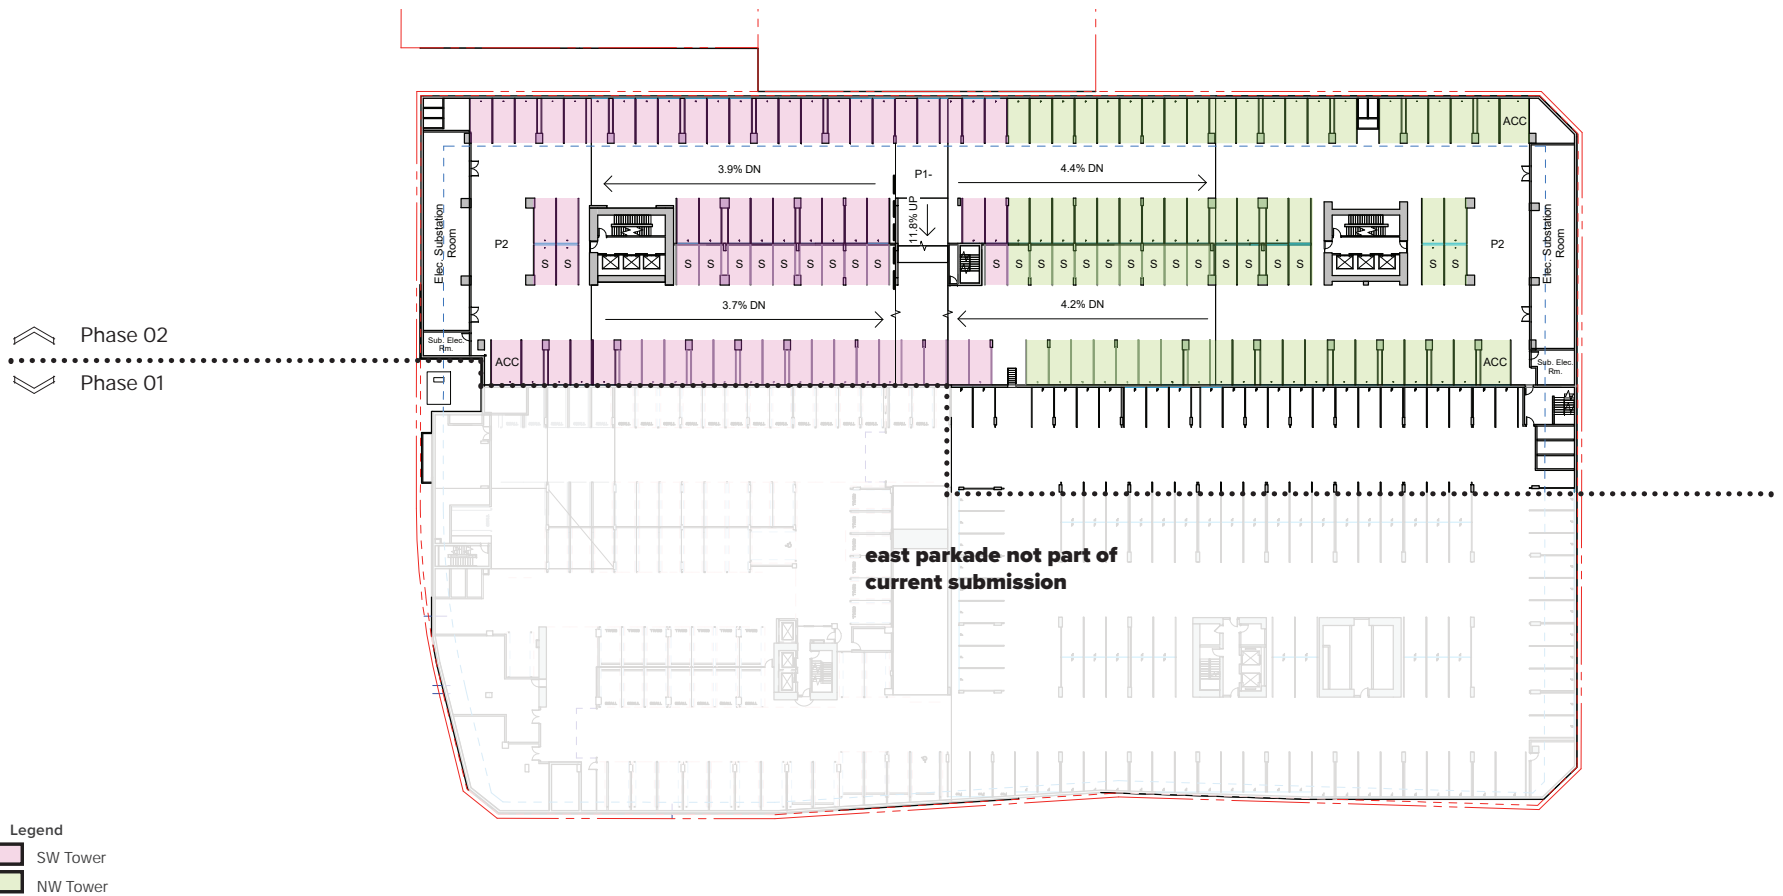 ACC
3.9% DN
P1-
4.4% DN
11.8% UP
Elec. Substation
Room
P2
P2
Elec. Substation
Room
S S S S S S S S S S S S S S S S S S S S S S S S S S S
3.7% DN
4.2% DN
Phase 02
Sub. Elec.
Rm.
ACC
ACC
Sub. Elec.
Rm.
Phase 01
east parkade not part of
current submission
Legend
SW Tower
NW Tower